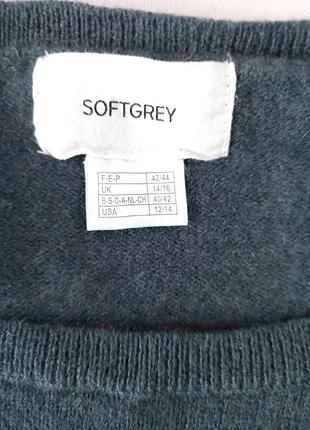 SOFTGREY
F-E-P 42/44
UK 14/16
B-S-D-A-NL-CH 40/42
USA 12/14